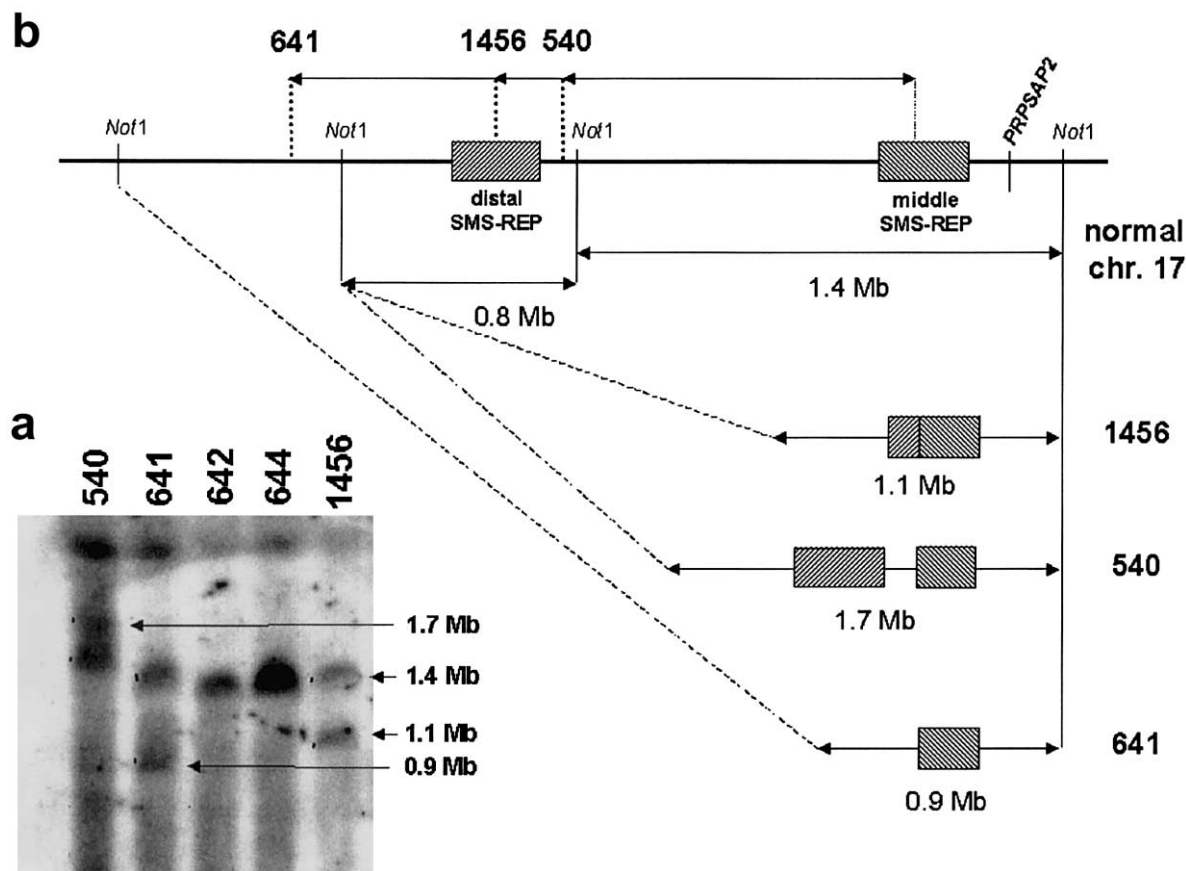 b
641 1456 540
Not1 Not1 Not1 PRPSAP2 Not1
distal
SMS-REP
middle
SMS-REP
normal
chr. 17
0.8 Mb
1.4 Mb
1456
1.1 Mb
540
1.7 Mb
641
0.9 Mb
a
540 641 642 644 1456
1.7 Mb
1.4 Mb
1.1 Mb
0.9 Mb